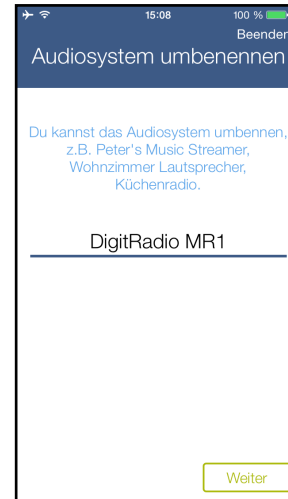 15:08 100 %
Beenden
Audiosystem umbenennen
Du kannst das Audiosystem umbennen,
z.B. Peter's Music Streamer,
Wohnzimmer Lautsprecher,
Küchenradio.
DigitRadio MR1
Weiter